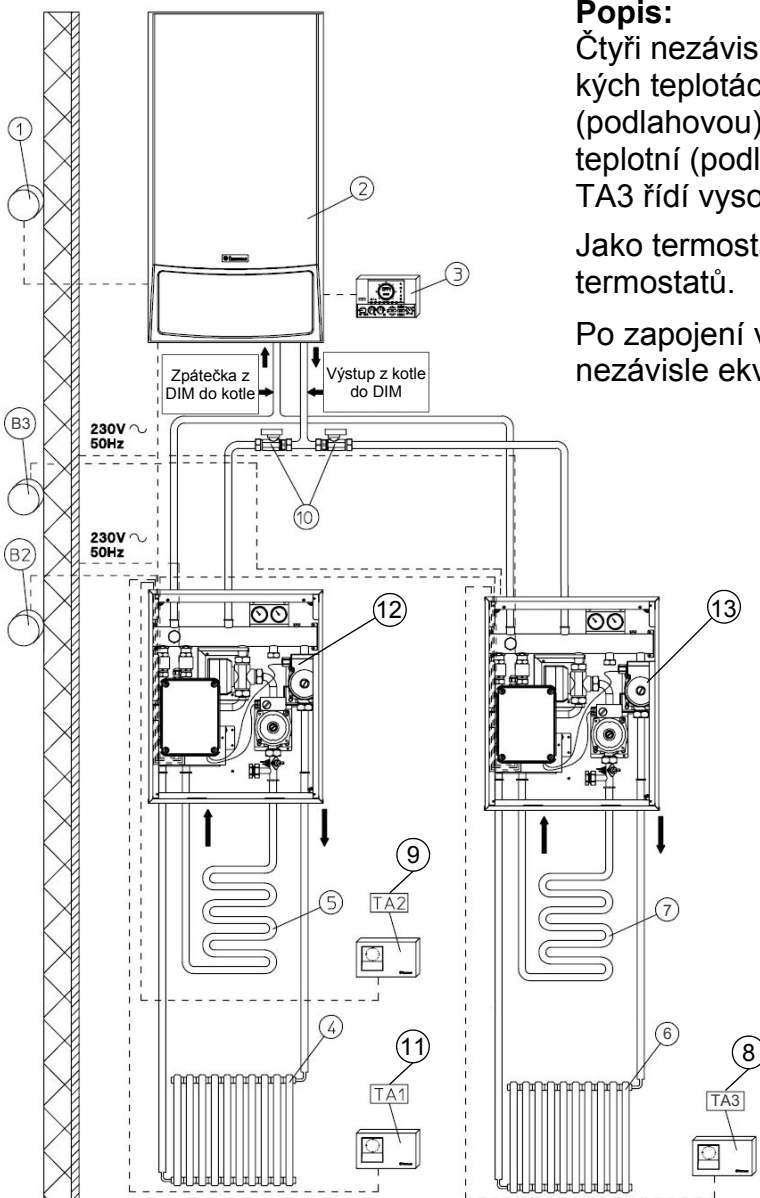 Popis:
Čtyři nezávis
kých teplotác
(podlahovou)
teplotní (podl
TA3 řídí vyso
Jako termosta
termostatů.
Po zapojení v
nezávisle ekv
1
2
3
Zpátečka z
DIM do kotle
Výstup z kotle
do DIM
B3
230V
50Hz
10
230V
50Hz
B2
12
13
9
TA2
5
7
4
6
11
TA1
8
TA3